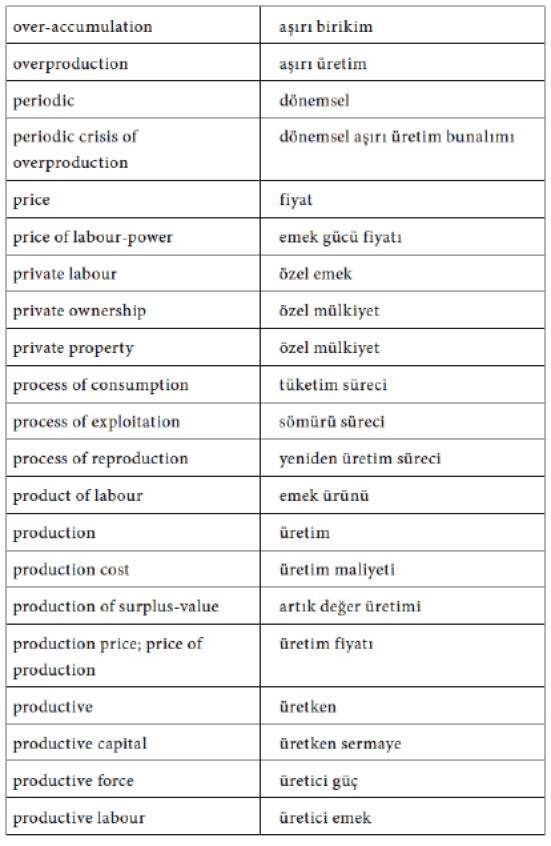 over-accumulation aşırı birikim
overproduction aşırı üretim
periodic dönemsel
periodic crisis of dönemsel aşırı üretim bunalımı
overproduction
price fiyat
price of labour-power emek gücü fiyatı
private labour özel emek
private ownership özel mülkiyet
private property özel mülkiyet
process of consumption tüketim süreci
process of exploitation sömürü süreci
process of reproduction yeniden üretim süreci
product of labour emek ürünü
production üretim
production cost üretim maliyeti
production of surplus-value artık değer üretimi
production price; price of üretim fiyatı
production
productive üretken
productive capital üretken sermaye
productive force üretici güç
productive labour üretici emek